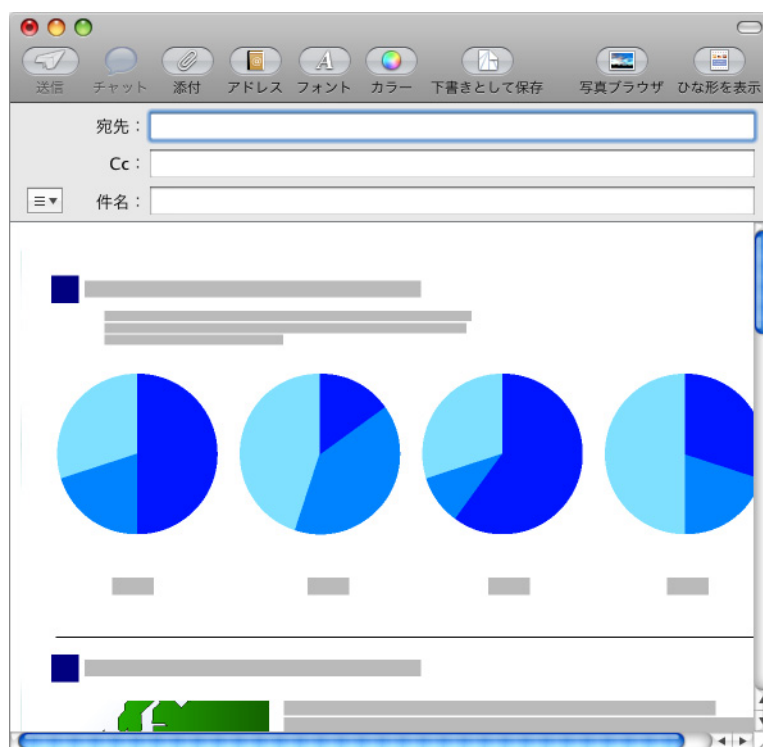 送信 チャット 添付 アドレス フォント カラー 下書きとして保存 写真ブラウザ ひな形を表示
宛先：
Cc：
件名：